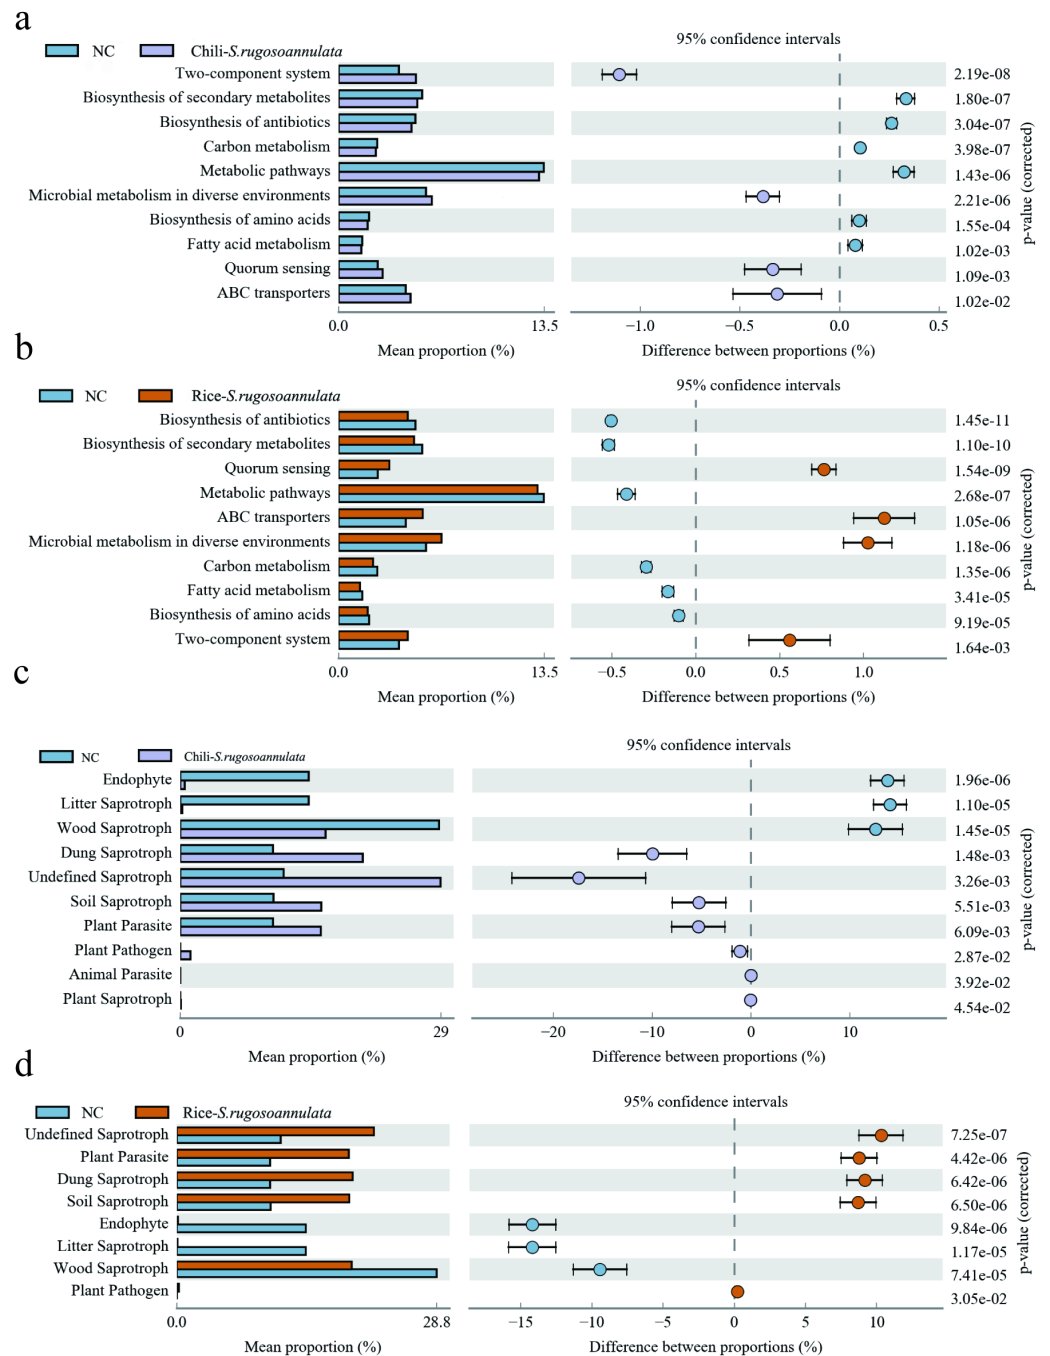 a
NC Chili-S.rugosoannulata
95% confidence intervals
Two-component system 2.19e-08
Biosynthesis of secondary metabolites 1.80e-07
Biosynthesis of antibiotics 3.04e-07
Carbon metabolism 3.98e-07
Metabolic pathways 1.43e-06
Microbial metabolism in diverse environments 2.21e-06
Biosynthesis of amino acids 1.55e-04
Fatty acid metabolism 1.02e-03
Quorum sensing 1.09e-03
ABC transporters 1.02e-02
p-value (corrected)
0.0 13.5 −1.0 −0.5 0.0 0.5
Mean proportion (%) Difference between proportions (%)
b
NC Rice-S.rugosoannulata
95% confidence intervals
Biosynthesis of antibiotics 1.45e-11
Biosynthesis of secondary metabolites 1.10e-10
Quorum sensing 1.54e-09
Metabolic pathways 2.68e-07
ABC transporters 1.05e-06
Microbial metabolism in diverse environments 1.18e-06
Carbon metabolism 1.35e-06
Fatty acid metabolism 3.41e-05
Biosynthesis of amino acids 9.19e-05
Two-component system 1.64e-03
p-value (corrected)
0.0 13.5 −0.5 0.0 0.5 1.0
Mean proportion (%) Difference between proportions (%)
c
NC Chili-S.rugosoannulata
95% confidence intervals
Endophyte 1.96e-06
Litter Saprotroph 1.10e-05
Wood Saprotroph 1.45e-05
Dung Saprotroph 1.48e-03
Undefined Saprotroph 3.26e-03
Soil Saprotroph 5.51e-03
Plant Parasite 6.09e-03
Plant Pathogen 2.87e-02
Animal Parasite 3.92e-02
Plant Saprotroph 4.54e-02
p-value (corrected)
0 29 −20 −10 0 10
Mean proportion (%) Difference between proportions (%)
d
NC Rice-S.rugosoannulata
95% confidence intervals
Undefined Saprotroph 7.25e-07
Plant Parasite 4.42e-06
Dung Saprotroph 6.42e-06
Soil Saprotroph 6.50e-06
Endophyte 9.84e-06
Litter Saprotroph 1.17e-05
Wood Saprotroph 7.41e-05
Plant Pathogen 3.05e-02
p-value (corrected)
0.0 28.8 −15 −10 −5 0 5 10
Mean proportion (%) Difference between proportions (%)